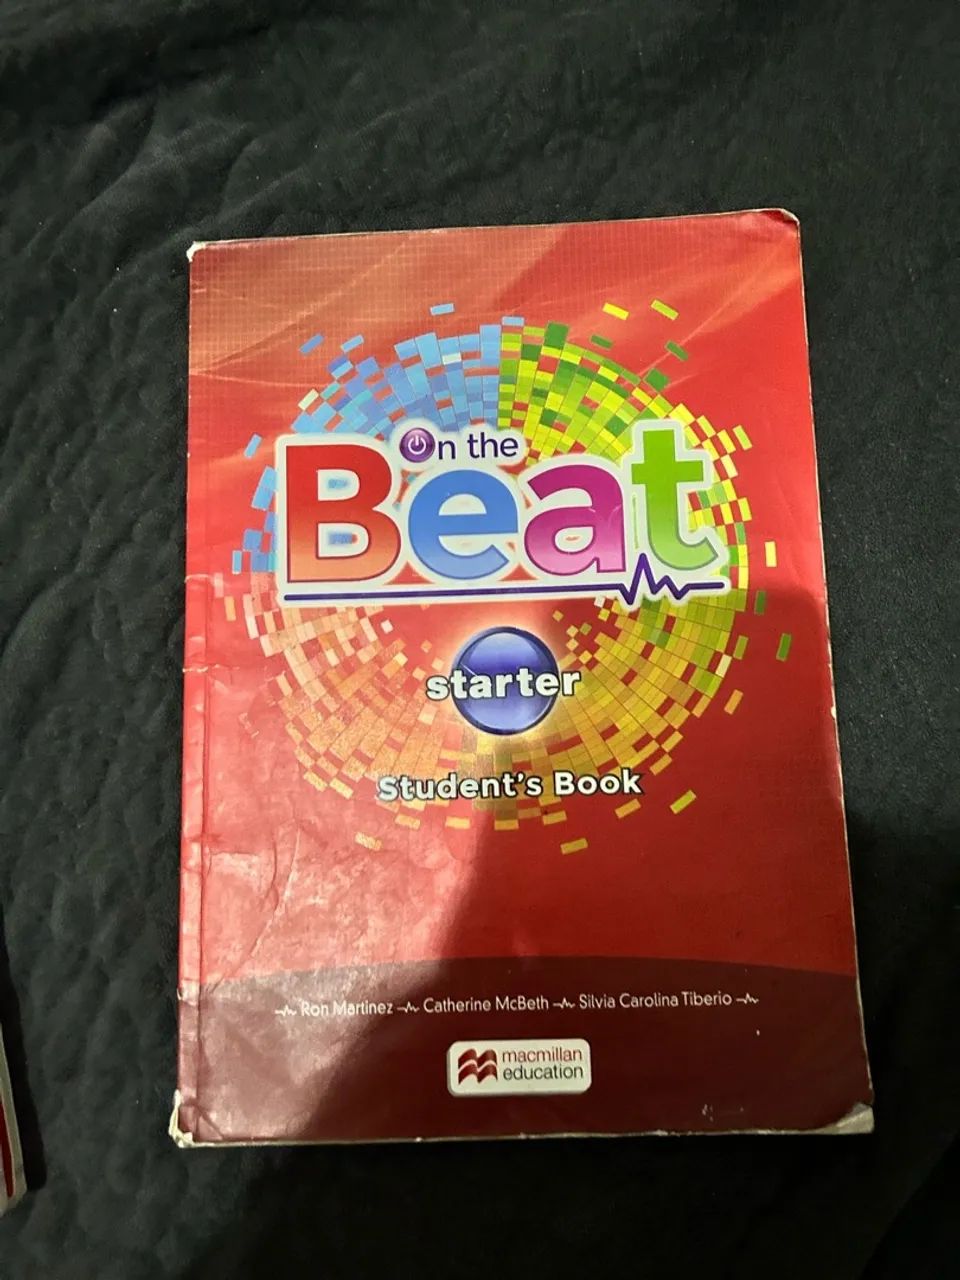 On the
Beat
starter
Student's Book
Ron Martinez Catherine McBeth Silvia Carolina Tiberio
macmillan
education